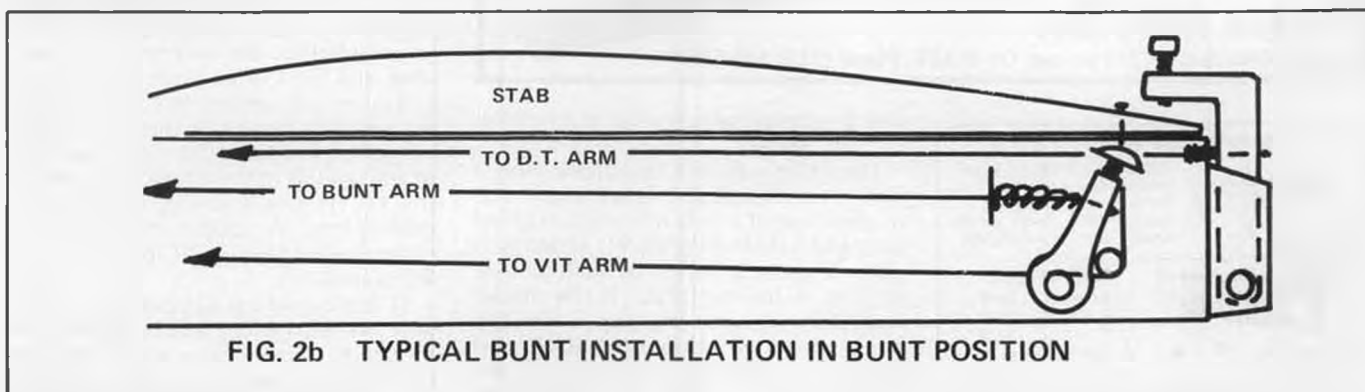 STAB
TO D.T. ARM
TO BUNT ARM
TO VIT ARM
FIG. 2b TYPICAL BUNT INSTALLATION IN BUNT POSITION